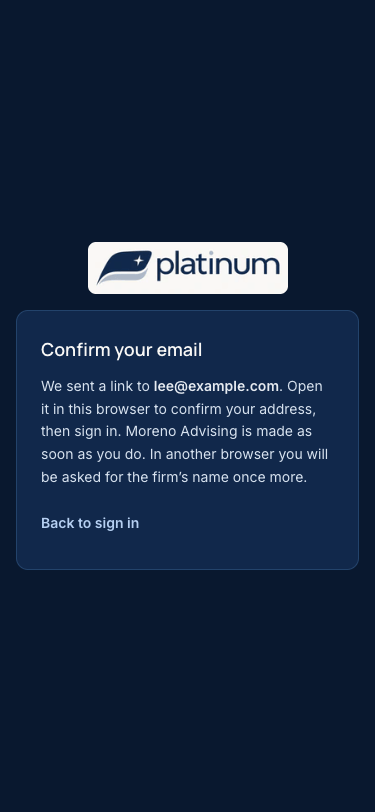 platinum
Confirm your email
We sent a link to lee@example.com. Open
it in this browser to confirm your address,
then sign in. Moreno Advising is made as
soon as you do. In another browser you will
be asked for the firm’s name once more.
Back to sign in